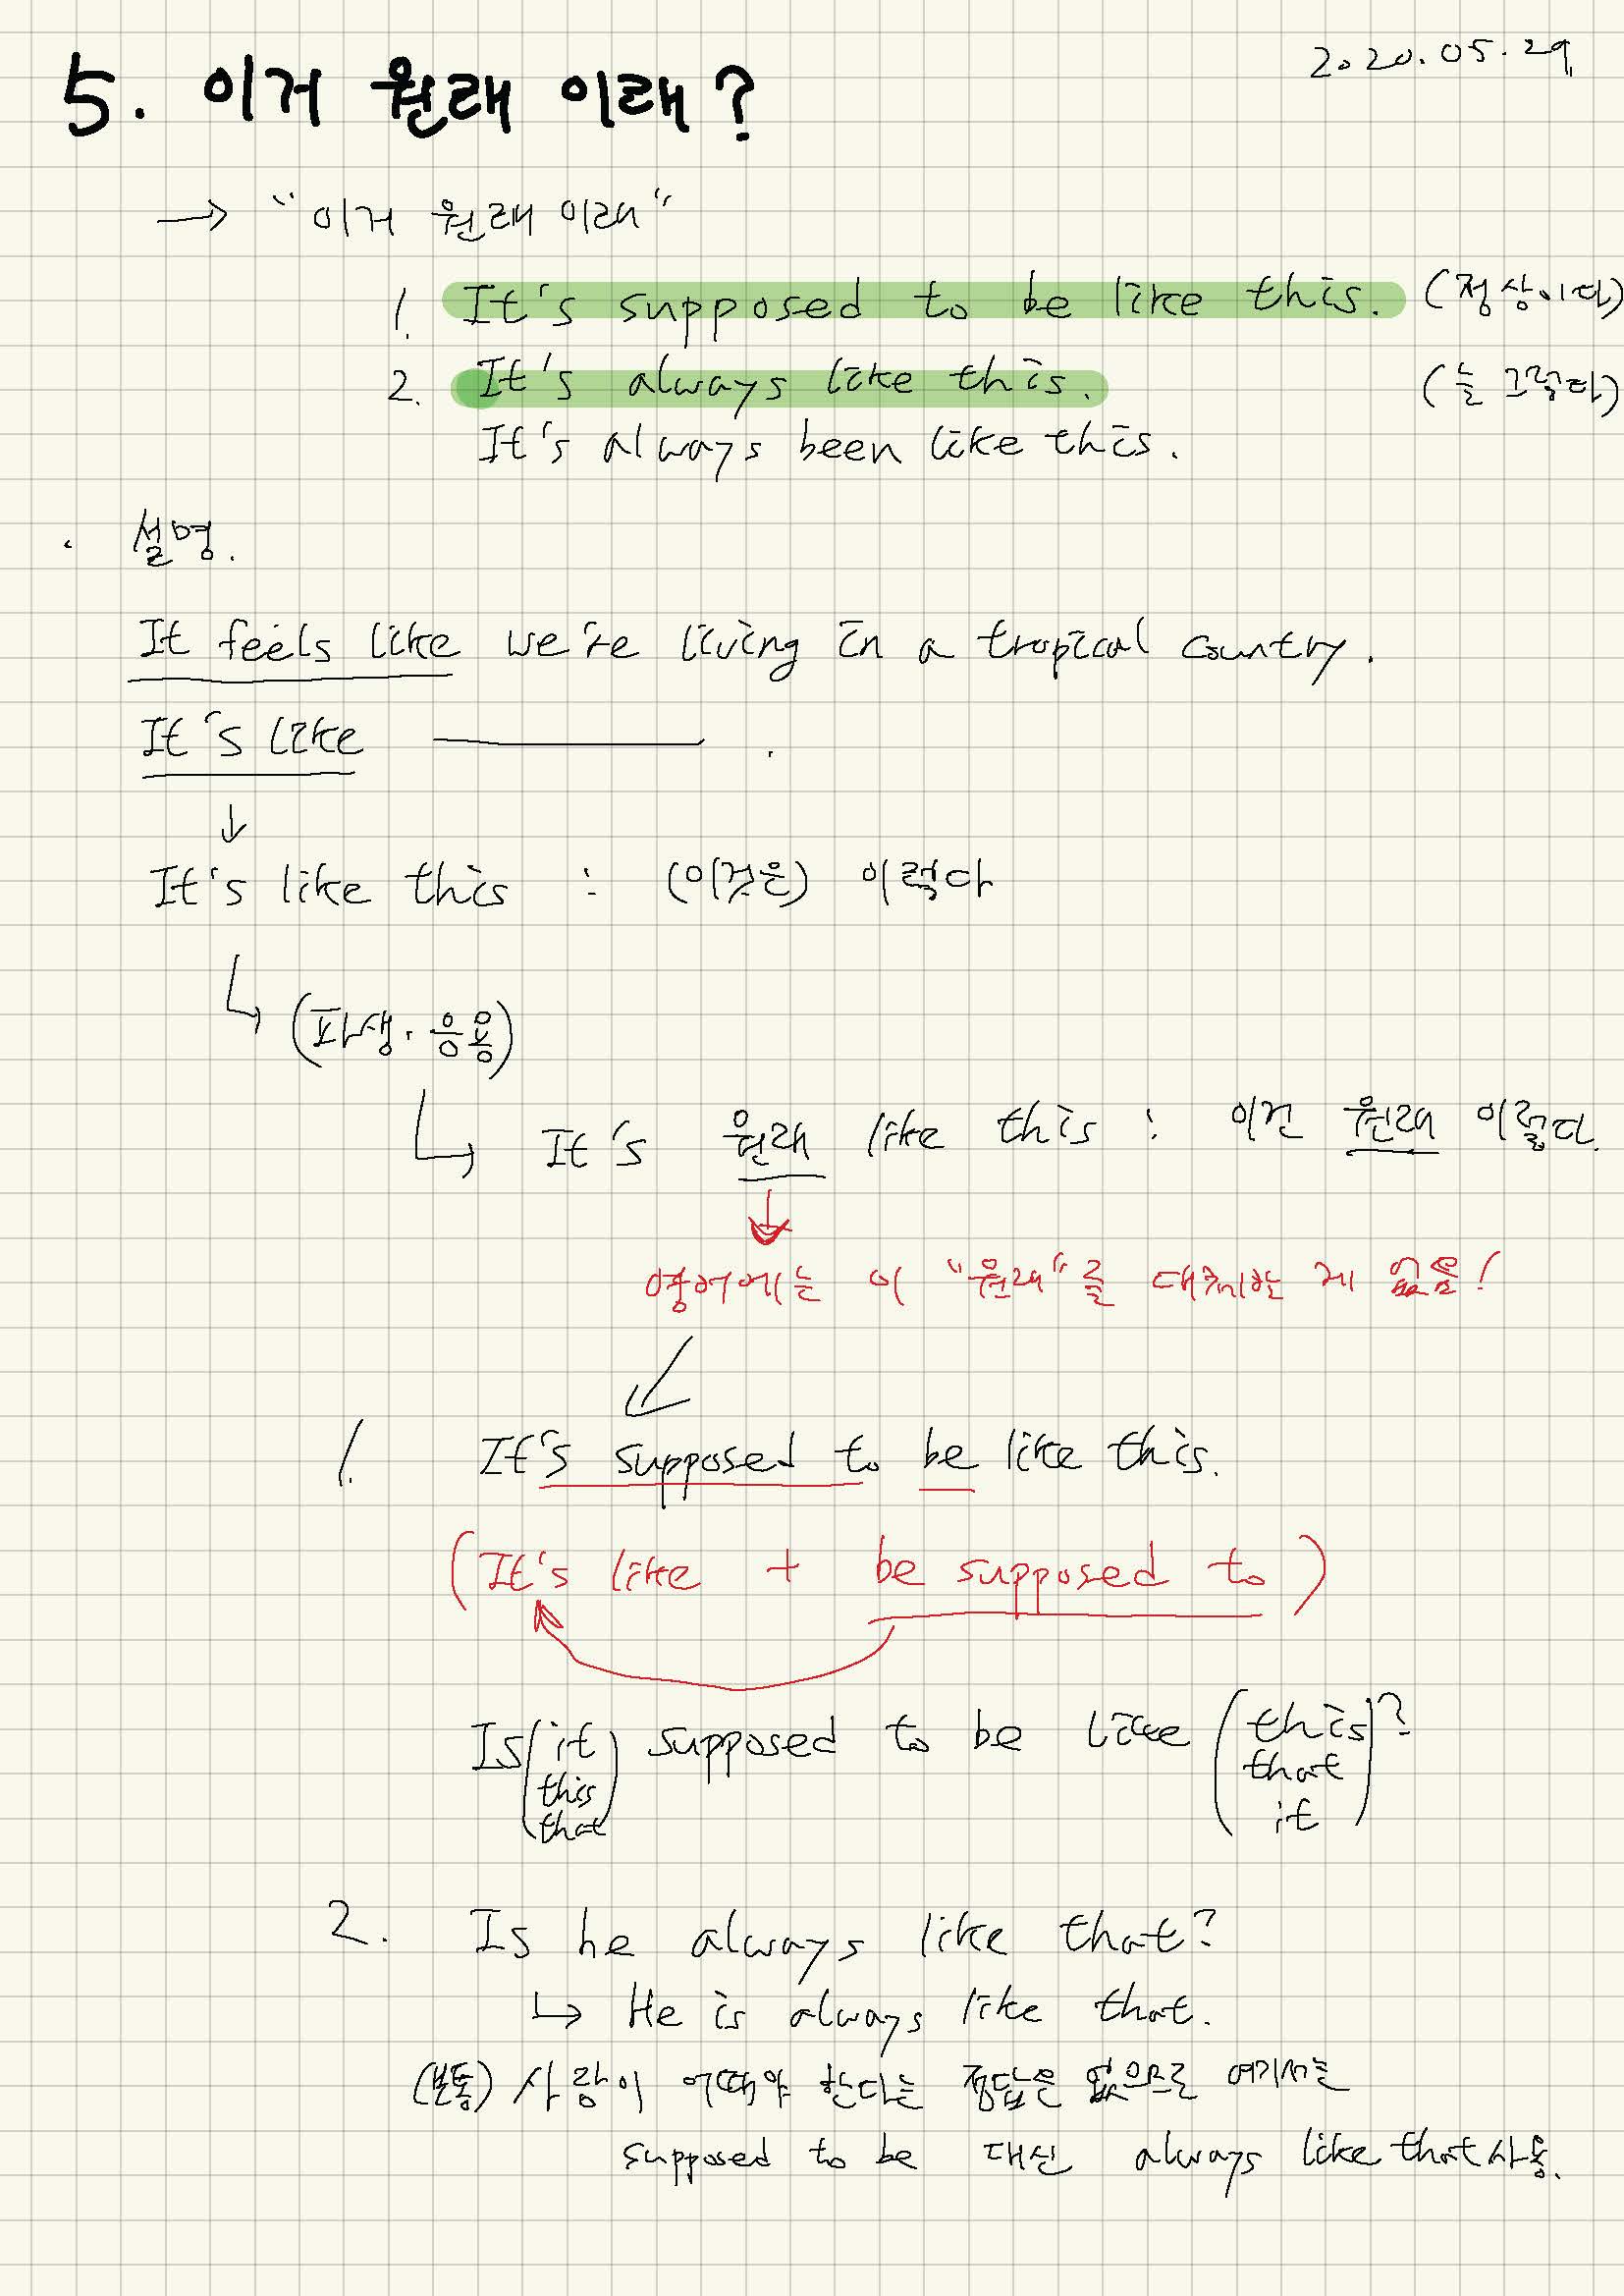 2020.05.29
5. 이거 원래 이래?
→ "이거 원래 이래"
1. It's supposed to be like this. (정상이다)
2. It's always like this. (늘 그렇다)
It's always been like this.
· 설명.
It feels like we're living in a tropical country.
It's like ———— .
↓
It's like this : (이것은) 이렇다
↳ (파생·응용)
↳ It's 원래 like this : 이건 원래 이렇다.
영어에는 이 "원래"를 대체하는 게 없음!
1. It's supposed to be like this.
(It's like + be supposed to)
Is (it supposed to be like (this)?
this that
that) it
2. Is he always like that?
↳ He is always like that.
(보통) 사람이 어때야 한다는 정답은 없으므로 여기서는
supposed to be 대신 always like that 사용.